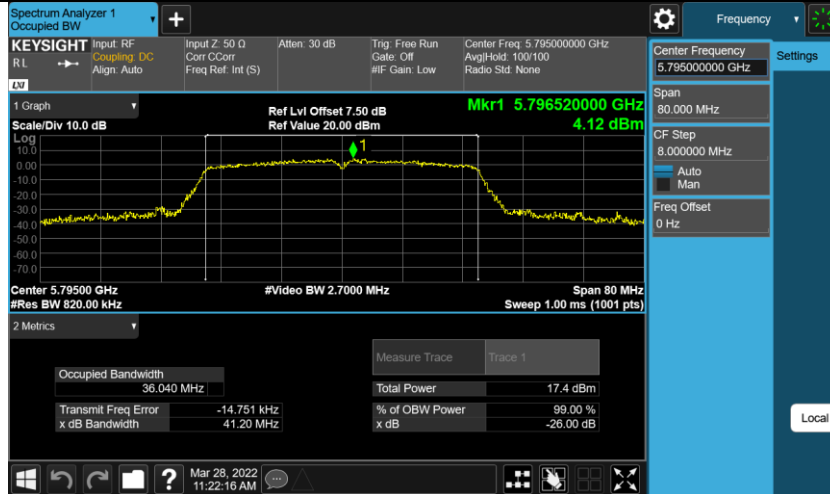 Spectrum Analyzer 1
Occupied BW
+
Frequency
KEYSIGHT
RL
LXI
Input: RF
Coupling: DC
Align: Auto
Input Z: 50 Ω
Corr CCorr
Freq Ref: Int (S)
Atten: 30 dB
Trig: Free Run
Gate: Off
#IF Gain: Low
Center Freq: 5.795000000 GHz
Avg|Hold: 100/100
Radio Std: None
Center Frequency
5.795000000 GHz
Settings
Span
80.000 MHz
CF Step
8.000000 MHz
Auto
Man
Freq Offset
0 Hz
Local
1 Graph
Scale/Div 10.0 dB
Ref Lvl Offset 7.50 dB
Ref Value 20.00 dBm
Mkr1 5.796520000 GHz
4.12 dBm
Log
10.0
0.00
-10.0
-20.0
-30.0
-40.0
-50.0
-60.0
-70.0
1
Center 5.79500 GHz
#Res BW 820.00 kHz
#Video BW 2.7000 MHz
Span 80 MHz
Sweep 1.00 ms (1001 pts)
2 Metrics
Measure Trace
Trace 1
Occupied Bandwidth
36.040 MHz
Total Power
17.4 dBm
Transmit Freq Error
-14.751 kHz
% of OBW Power
99.00 %
x dB Bandwidth
41.20 MHz
x dB
-26.00 dB
?
Mar 28, 2022
11:22:16 AM